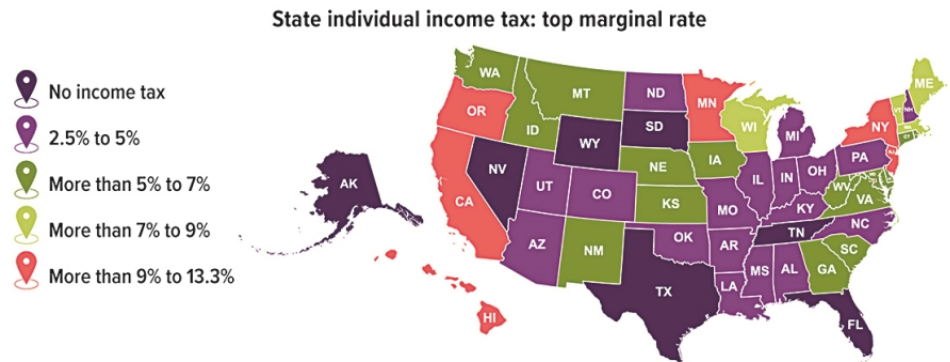 State individual income tax: top marginal rate
No income tax
2.5% to 5%
More than 5% to 7%
More than 7% to 9%
More than 9% to 13.3%
WA
MT
ND
MN
ME
OR
ID
SD
WI
VT
NH
WY
MI
NY
NV
NE
IA
PA
AK
UT
CO
IL
IN
OH
CA
KS
MO
WV
VA
KY
AZ
NM
OK
AR
TN
NC
SC
MS
AL
GA
TX
LA
HI
FL